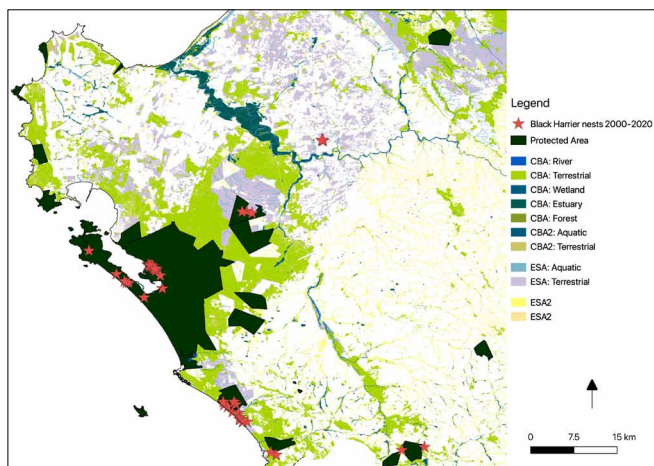 Legend
Black Harrier nests 2000-2020
Protected Area
CBA: River
CBA: Terrestrial
CBA: Wetland
CBA: Estuary
CBA: Forest
CBA2: Aquatic
CBA2: Terrestrial
ESA: Aquatic
ESA: Terrestrial
ESA2
ESA2
0 7.5 15 km